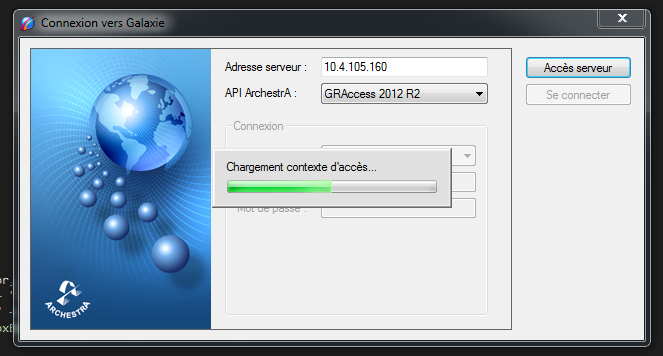 Connexion vers Galaxie
Adresse serveur : 10.4.105.160 Accès serveur
API ArchestrA : GRAccess 2012 R2 Se connecter
Connexion
Chargement contexte d'accès...
Mot de passe :
ARCHESTRA